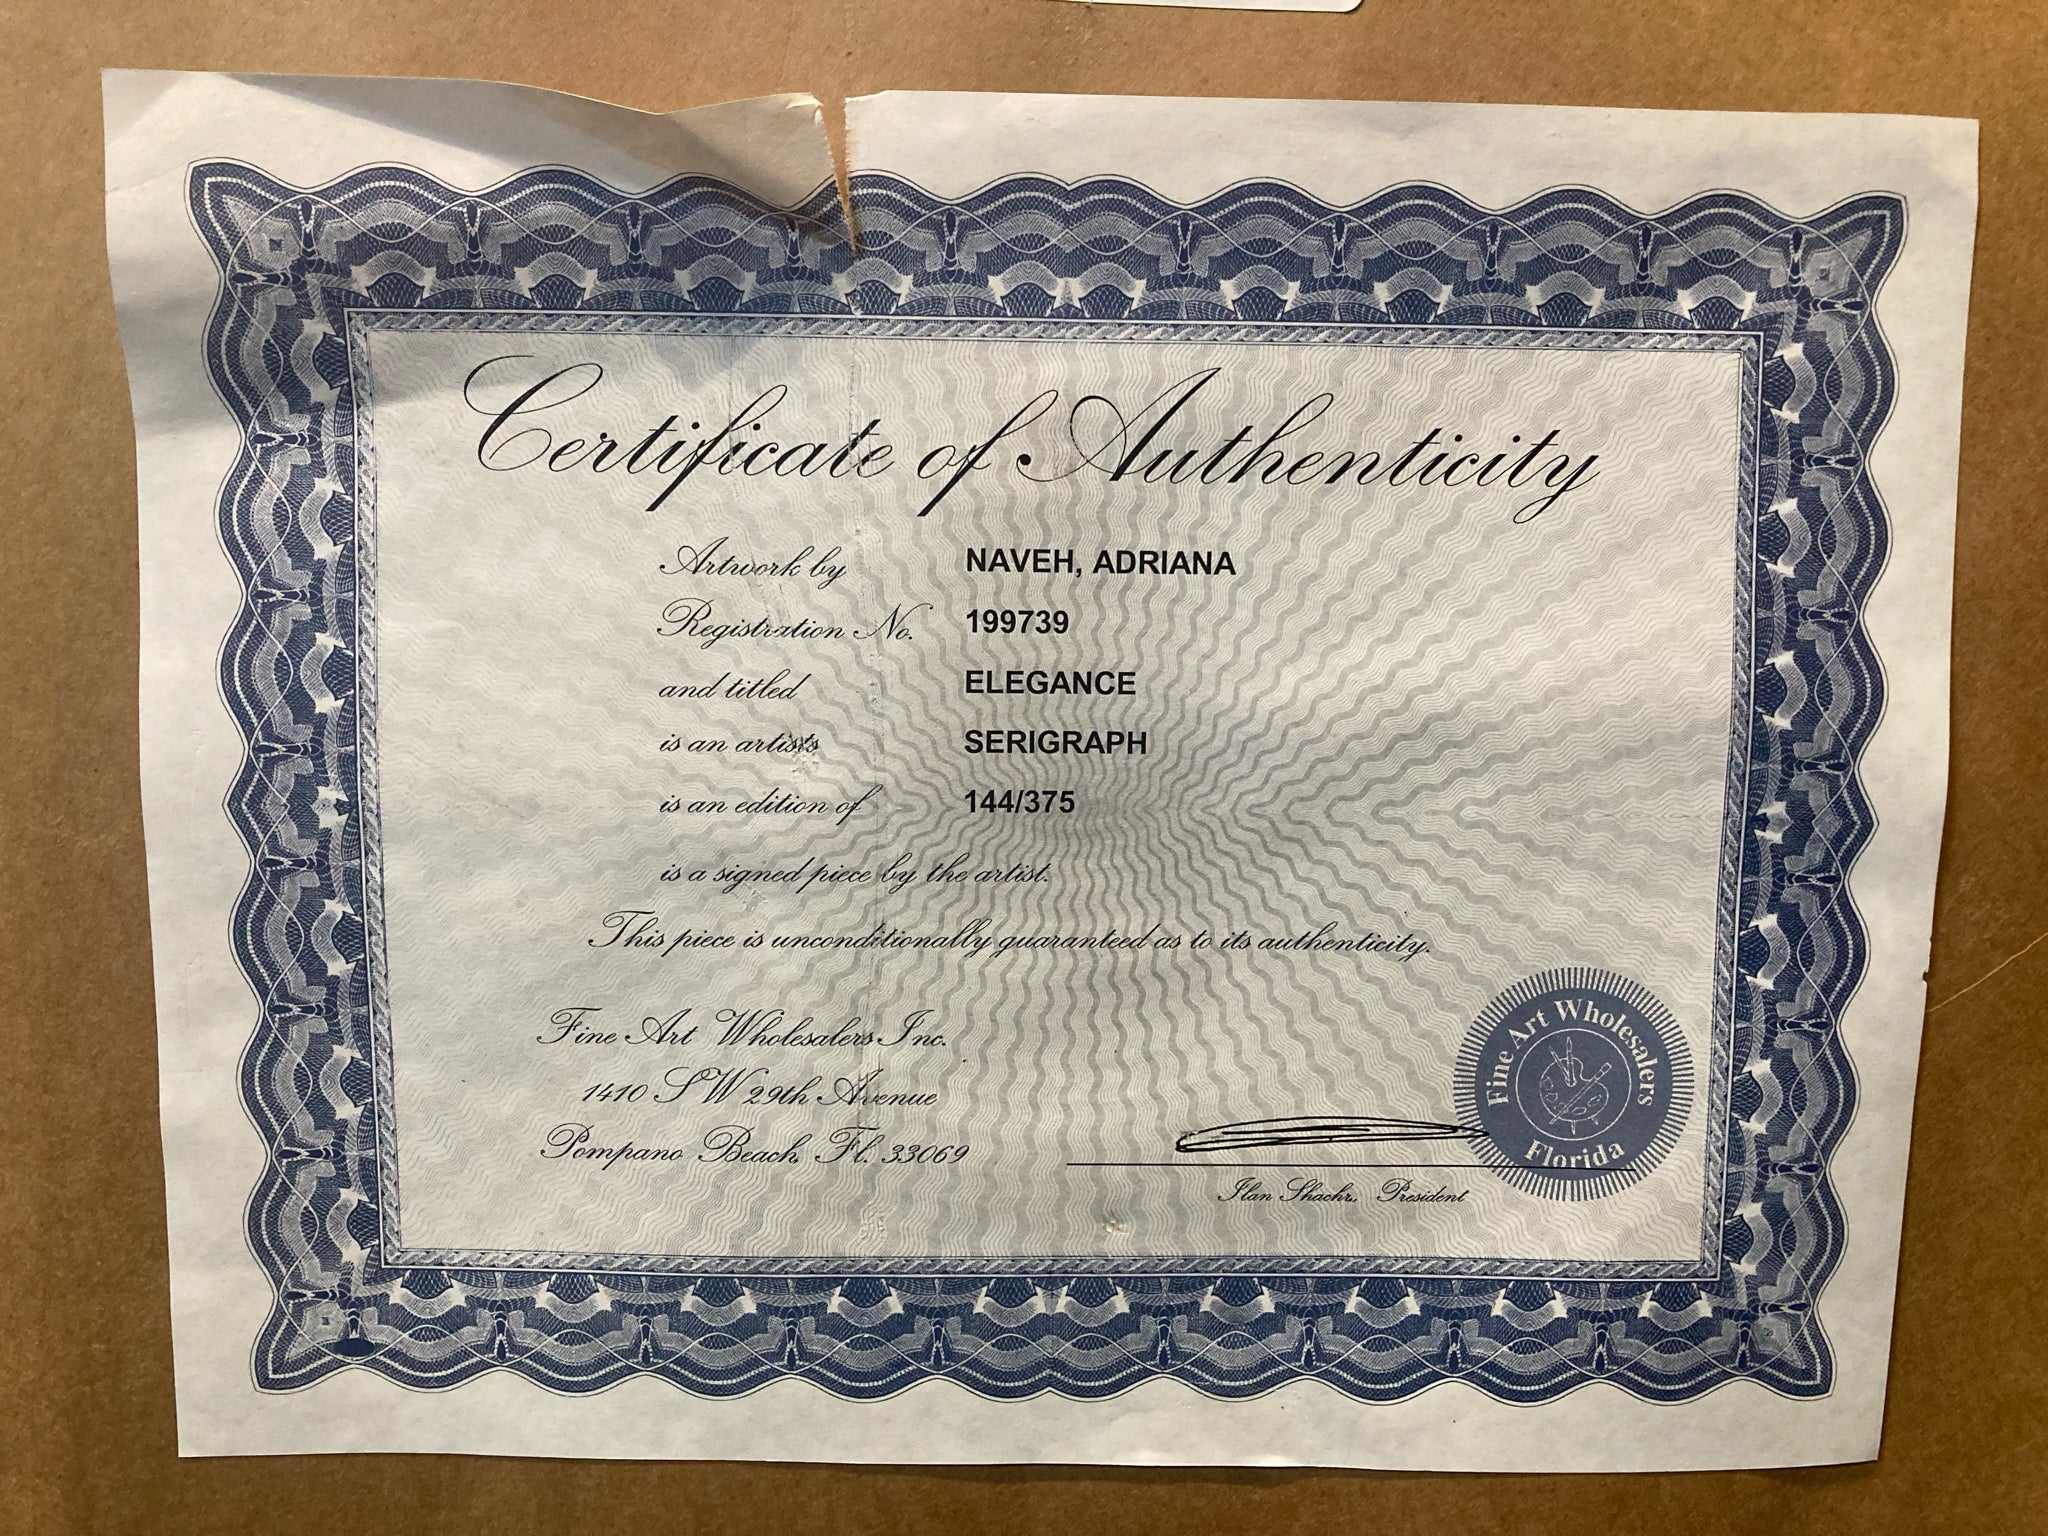 Certificate of Authenticity
Artwork by NAVEH, ADRIANA
Registration No. 199739
and titled ELEGANCE
is an artists SERIGRAPH
is an edition of 144/375
is a signed piece by the artist.
This piece is unconditionally guaranteed as to its authenticity.
Fine Art Wholesalers Inc.
1410 SW 29th Avenue
Pompano Beach, Fl. 33069
Fine Art Wholesalers
Florida
Ilan Shachr, President